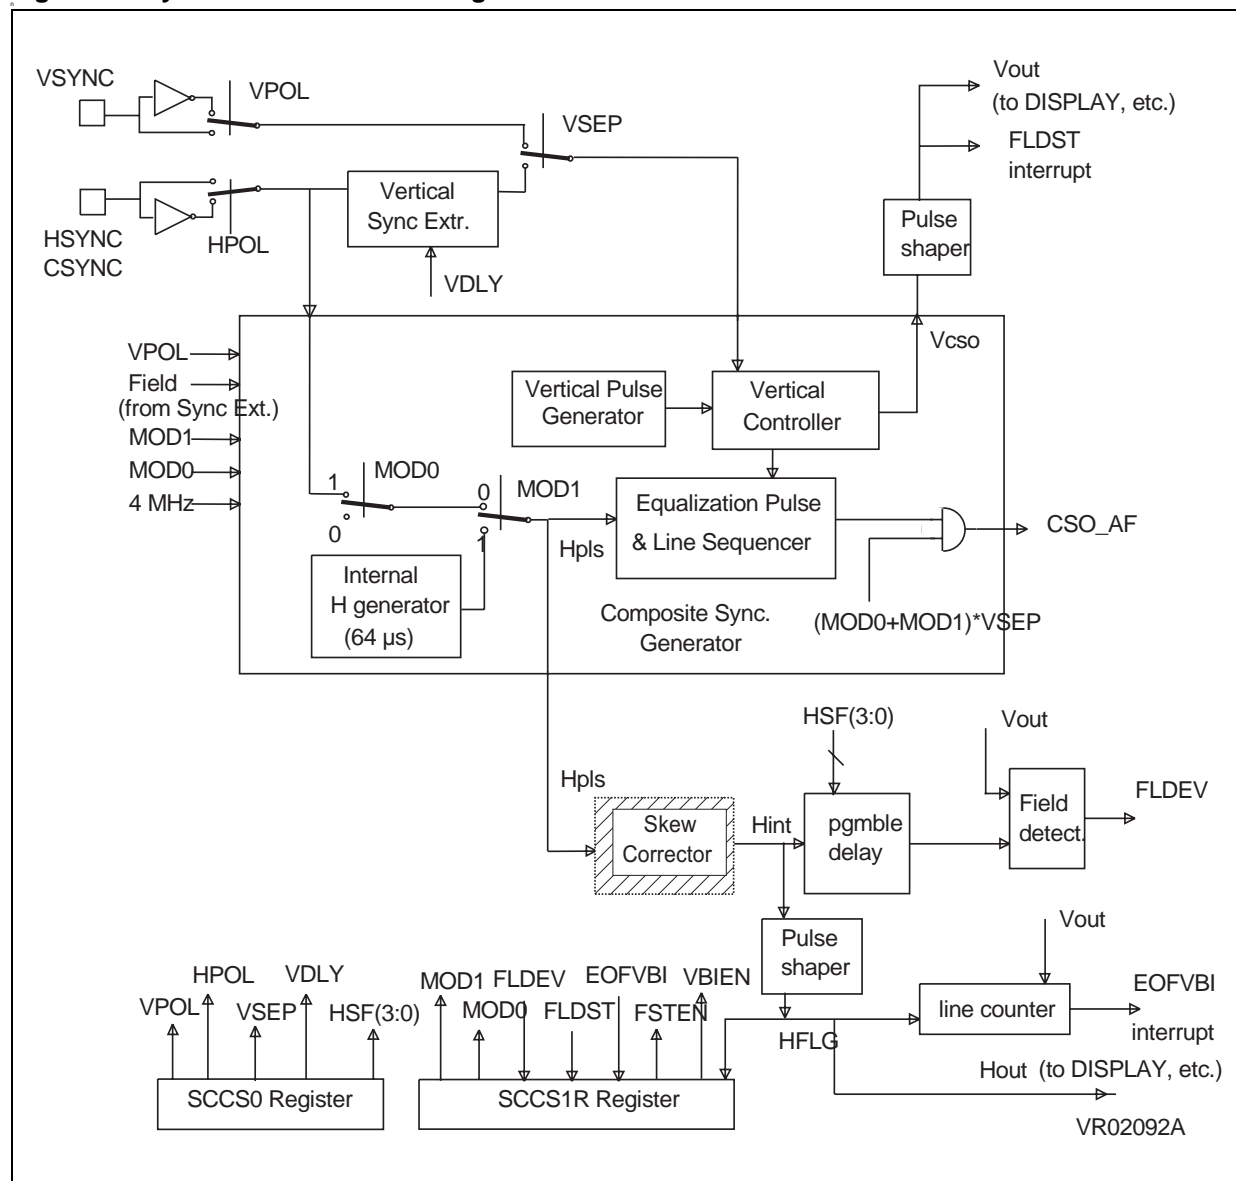 VSYNC
VPOL
VSEP
Vout
(to DISPLAY, etc.)
FLDST
interrupt
Vertical
Sync Extr.
HPOL
HSYNC
CSYNC
VDLY
Pulse
shaper
Vcso
VPOL
Field
(from Sync Ext.)
MOD1
MOD0
4 MHz
Vertical Pulse
Generator
Vertical
Controller
1
MOD0
0
0
MOD1
1
Hpls
Equalization Pulse
& Line Sequencer
CSO_AF
Internal
H generator
(64 µs)
Composite Sync.
Generator
(MOD0+MOD1)*VSEP
HSF(3:0)
Vout
Hpls
Skew
Corrector
Hint
pgmble
delay
Field
detect.
FLDEV
Pulse
shaper
Vout
line counter
EOFVBI
interrupt
HFLG
Hout (to DISPLAY, etc.)
VPOL
HPOL
VSEP
VDLY
HSF(3:0)
SCCS0 Register
MOD1
MOD0
FLDEV
FLDST
EOFVBI
FSTEN
VBIEN
SCCS1R Register
VR02092A